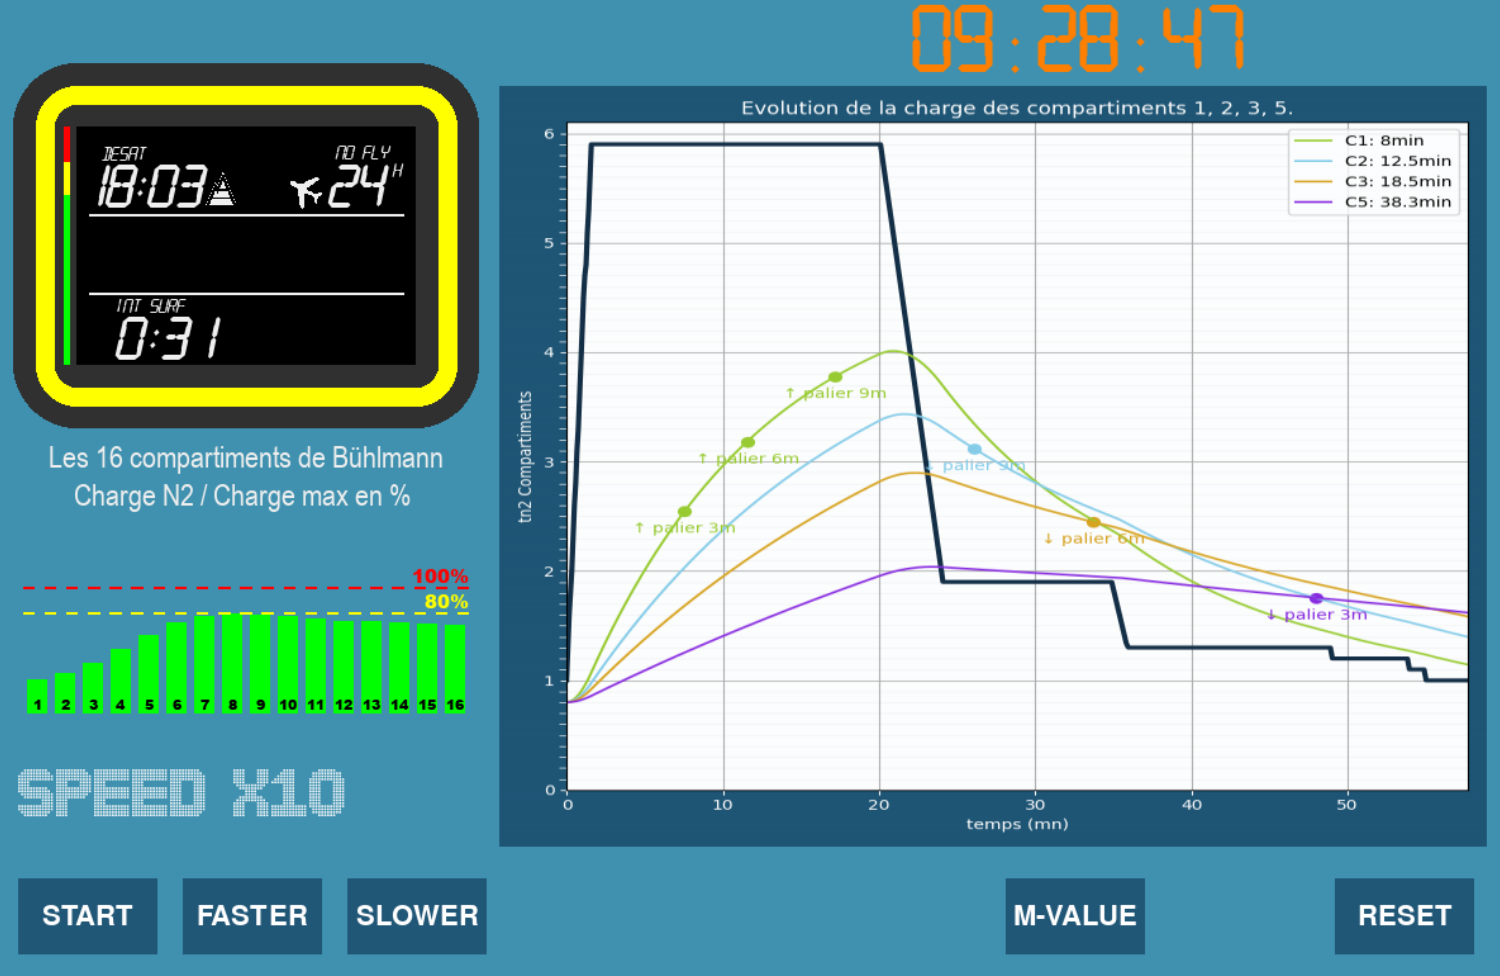 09:28:47
DESAT
NO FLY
18:03
24H
INT SURF
0:31
Les 16 compartiments de Bühlmann
Charge N2 / Charge max en %
100%
80%
1 2 3 4 5 6 7 8 9 10 11 12 13 14 15 16
SPEED X10
Evolution de la charge des compartiments 1, 2, 3, 5.
C1: 8min
C2: 12.5min
C3: 18.5min
C5: 38.3min
↑ palier 9m
↑ palier 6m
↑ palier 3m
↓ palier 9m
↓ palier 6m
↓ palier 3m
tn2 Compartiments
6
5
4
3
2
1
0
0 10 20 30 40 50
temps (mn)
START
FASTER
SLOWER
M-VALUE
RESET